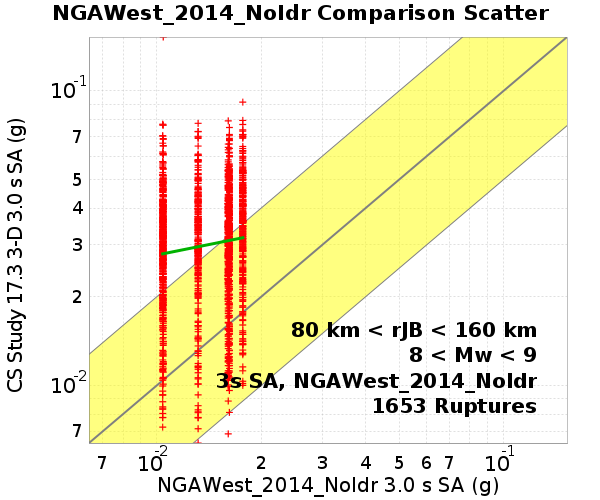 NGAWest_2014_NoIdr Comparison Scatter
CS Study 17.3 3-D 3.0 s SA (g)
10⁻¹
7
5
4
3
2
10⁻²
7
80 km < rJB < 160 km
8 < Mw < 9
3s SA, NGAWest_2014_NoIdr
1653 Ruptures
7 10⁻² 2 3 4 5 6 7 10⁻¹
NGAWest_2014_NoIdr 3.0 s SA (g)